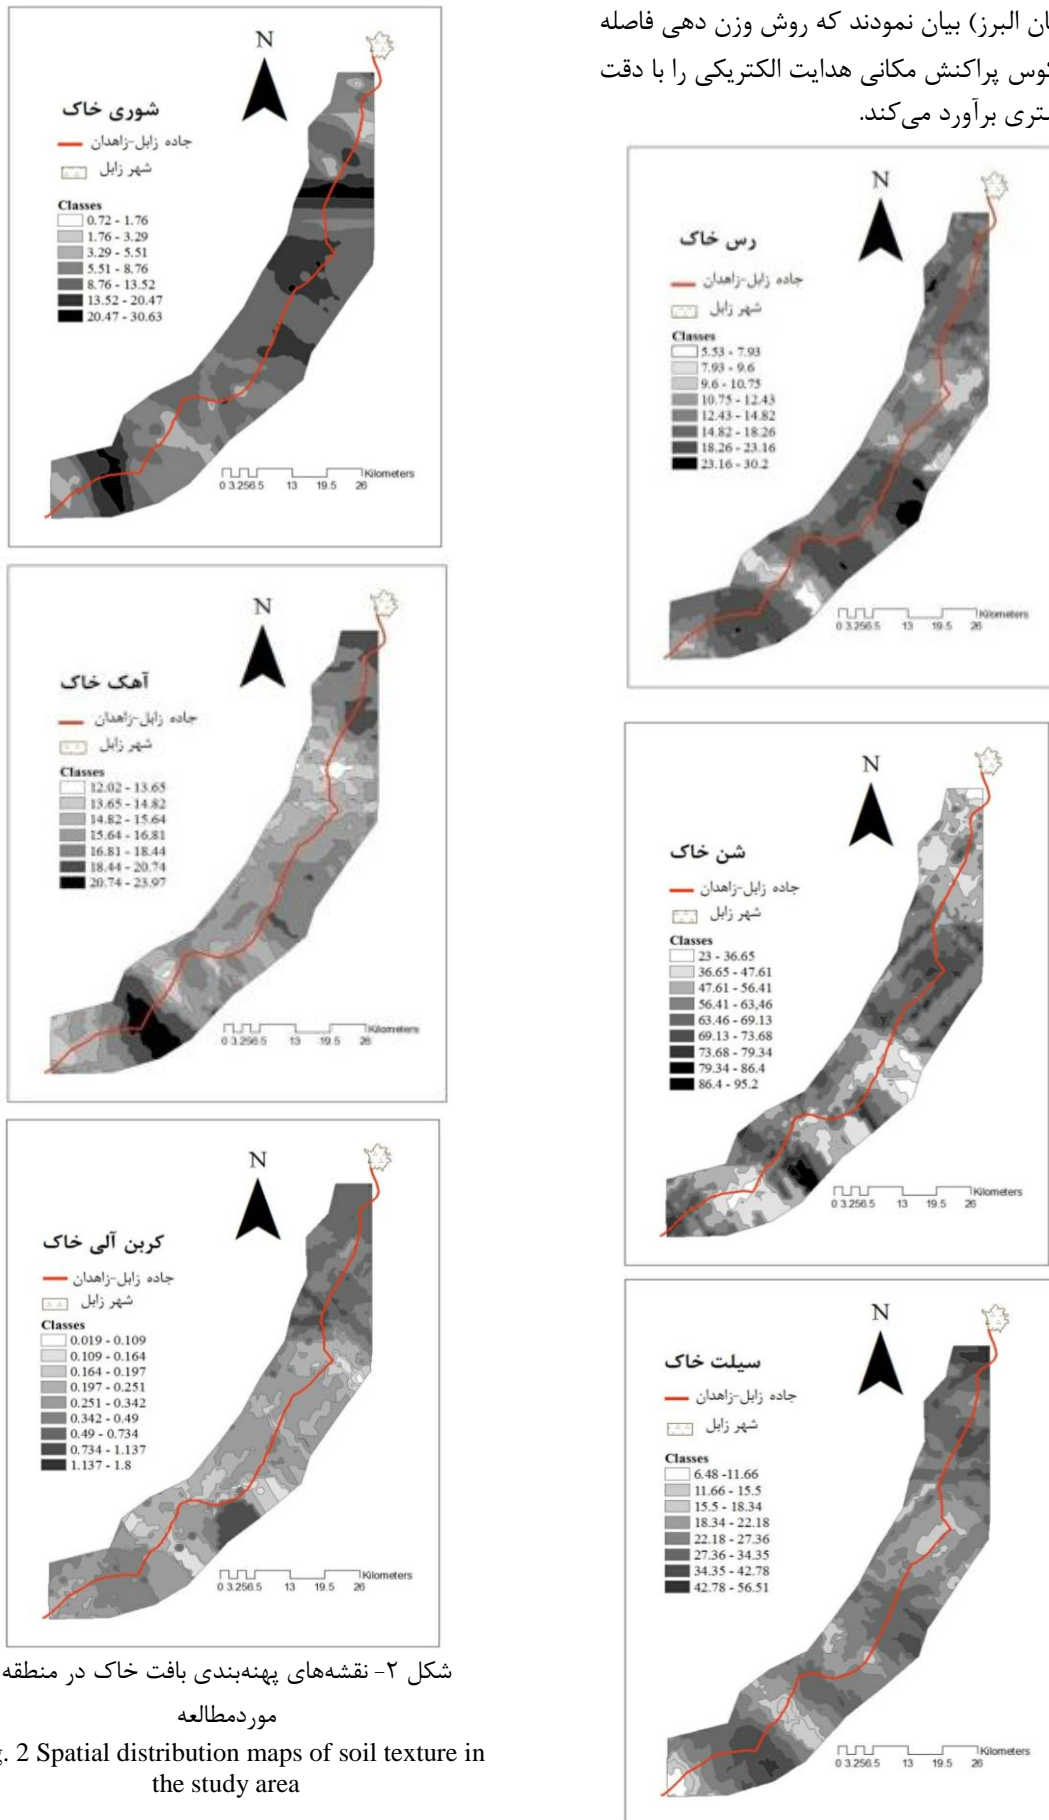 ان البرز) بیان نمودند که روش وزن دهی فاصله
کوس پراکنش مکانی هدایت الکتریکی را با دقت
شتری برآورد می‌کند.
N
رس خاک
جاده زابل-زاهدان
شهر زابل
Classes
5.53 - 7.93
7.93 - 9.6
9.6 - 10.75
10.75 - 12.43
12.43 - 14.82
14.82 - 18.26
18.26 - 23.16
23.16 - 30.2
0 3.256.5 13 19.5 26 Kilometers
N
شن خاک
جاده زابل-زاهدان
شهر زابل
Classes
23 - 36.65
36.65 - 47.61
47.61 - 56.41
56.41 - 63,46
63.46 - 69.13
69.13 - 73.68
73.68 - 79.34
79.34 - 86.4
86.4 - 95.2
0 3.256.5 13 19.5 26 Kilometers
N
سیلت خاک
جاده زابل-زاهدان
شهر زابل
Classes
6.48 -11.66
11.66 - 15.5
15.5 - 18.34
18.34 - 22.18
22.18 - 27.36
27.36 - 34.35
34.35 - 42.78
42.78 - 56.51
0 3.256.5 13 19.5 26 Kilometers
N
شوری خاک
جاده زابل-زاهدان
شهر زابل
Classes
0.72 - 1.76
1.76 - 3.29
3.29 - 5.51
5.51 - 8.76
8.76 - 13.52
13.52 - 20.47
20.47 - 30.63
0 3.256.5 13 19.5 26 Kilometers
N
آهک خاک
جاده زابل-زاهدان
شهر زابل
Classes
12.02 - 13.65
13.65 - 14.82
14.82 - 15.64
15.64 - 16.81
16.81 - 18.44
18.44 - 20.74
20.74 - 23.97
0 3.256.5 13 19.5 26 Kilometers
N
کربن آلی خاک
جاده زابل-زاهدان
شهر زابل
Classes
0.019 - 0.109
0.109 - 0.164
0.164 - 0.197
0.197 - 0.251
0.251 - 0.342
0.342 - 0.49
0.49 - 0.734
0.734 - 1.137
1.137 - 1.8
0 3.256.5 13 19.5 26 Kilometers
شکل ۲- نقشه‌های پهنه‌بندی بافت خاک در منطقه
موردمطالعه
g. 2 Spatial distribution maps of soil texture in
the study area